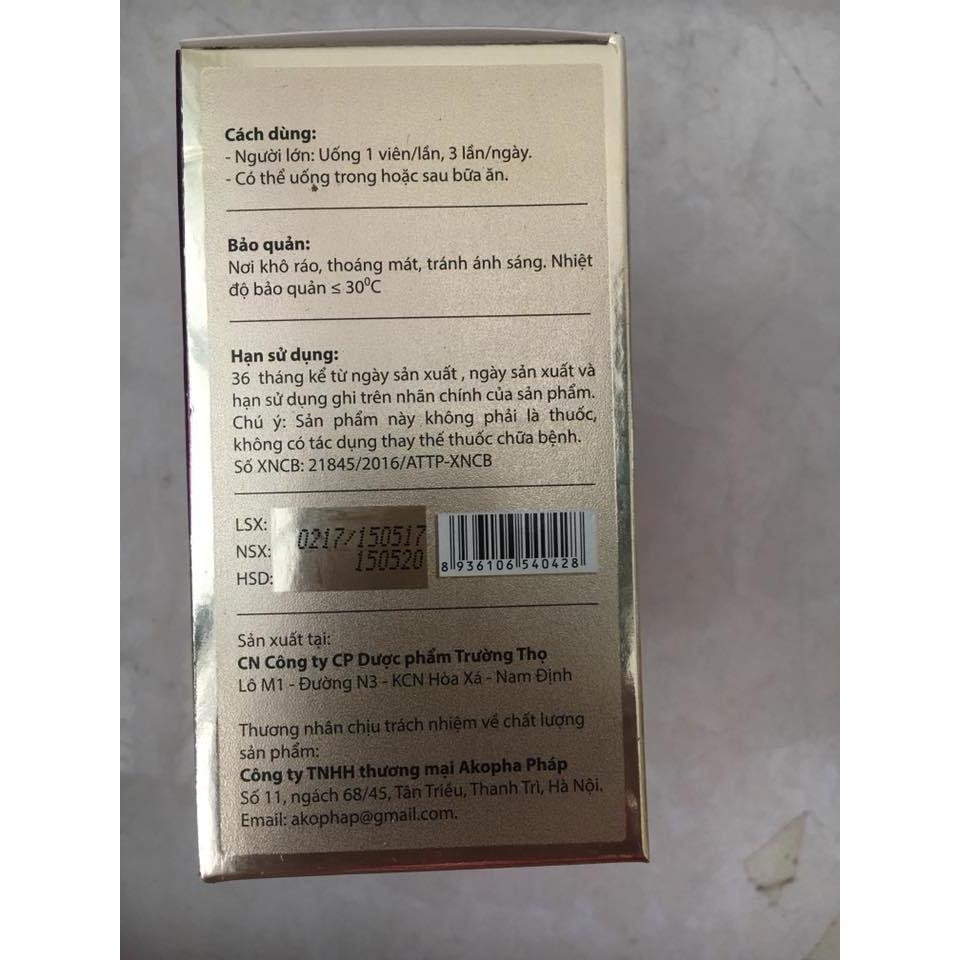 Cách dùng:
- Người lớn: Uống 1 viên/lần, 3 lần/ngày.
- Có thể uống trong hoặc sau bữa ăn.
Bảo quản:
Nơi khô ráo, thoáng mát, tránh ánh sáng. Nhiệt
độ bảo quản ≤ 30⁰C
Hạn sử dụng:
36 tháng kể từ ngày sản xuất , ngày sản xuất và
hạn sử dụng ghi trên nhãn chính của sản phẩm.
Chú ý: Sản phẩm này không phải là thuốc,
không có tác dụng thay thế thuốc chữa bệnh.
Số XNCB: 21845/2016/ATTP-XNCB
LSX:
NSX:
HSD:
0217/150517
150520
8 936106 540428
Sản xuất tại:
CN Công ty CP Dược phẩm Trường Thọ
Lô M1 - Đường N3 - KCN Hòa Xá - Nam Định
Thương nhân chịu trách nhiệm về chất lượng
sản phẩm:
Công ty TNHH thương mại Akopha Pháp
Số 11, ngách 68/45, Tân Triều, Thanh Trì, Hà Nội.
Email: akophap@gmail.com.